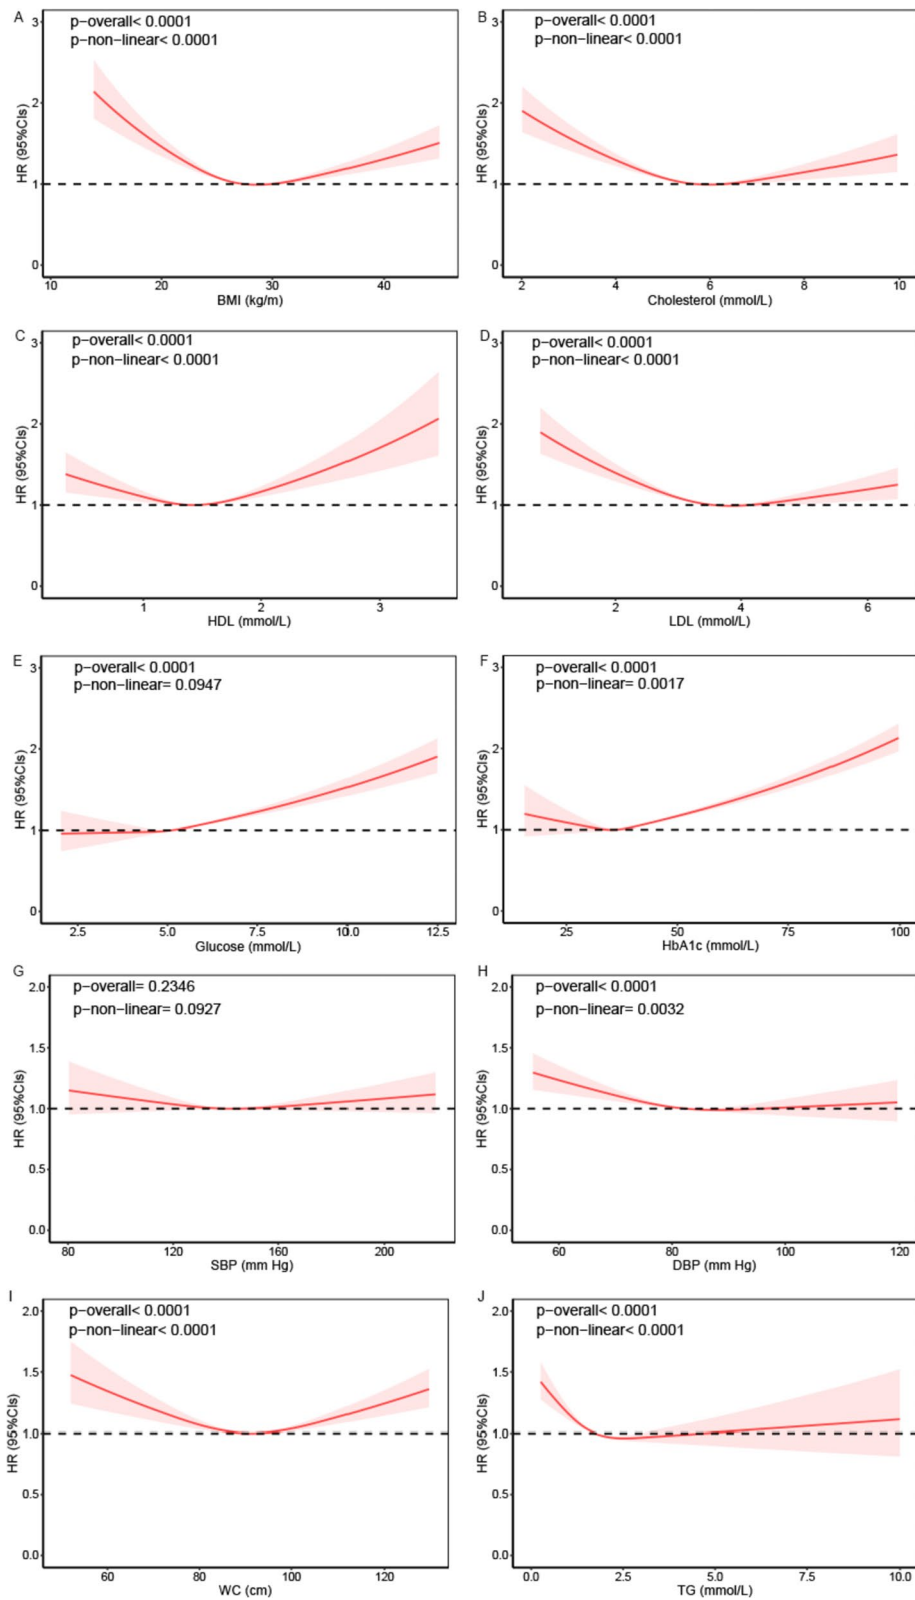 A
p-overall< 0.0001
p-non-linear< 0.0001
HR (95%CIs)
3
2
1
0
10 20 30 40
BMI (kg/m)
B
p-overall< 0.0001
p-non-linear< 0.0001
HR (95%CIs)
3
2
1
0
2 4 6 8 10
Cholesterol (mmol/L)
C
p-overall< 0.0001
p-non-linear< 0.0001
HR (95%CIs)
3
2
1
0
1 2 3
HDL (mmol/L)
D
p-overall< 0.0001
p-non-linear< 0.0001
HR (95%CIs)
3
2
1
0
2 4 6
LDL (mmol/L)
E
p-overall< 0.0001
p-non-linear= 0.0947
HR (95%CIs)
3
2
1
0
2.5 5.0 7.5 10.0 12.5
Glucose (mmol/L)
F
p-overall< 0.0001
p-non-linear= 0.0017
HR (95%CIs)
3
2
1
0
25 50 75 100
HbA1c (mmol/L)
G
p-overall= 0.2346
p-non-linear= 0.0927
HR (95%CIs)
2.0
1.5
1.0
0.5
0.0
80 120 160 200
SBP (mm Hg)
H
p-overall< 0.0001
p-non-linear= 0.0032
HR (95%CIs)
2.0
1.5
1.0
0.5
0.0
60 80 100 120
DBP (mm Hg)
I
p-overall< 0.0001
p-non-linear< 0.0001
HR (95%CIs)
2.0
1.5
1.0
0.5
0.0
60 80 100 120
WC (cm)
J
p-overall< 0.0001
p-non-linear< 0.0001
HR (95%CIs)
2.0
1.5
1.0
0.5
0.0
0.0 2.5 5.0 7.5 10.0
TG (mmol/L)